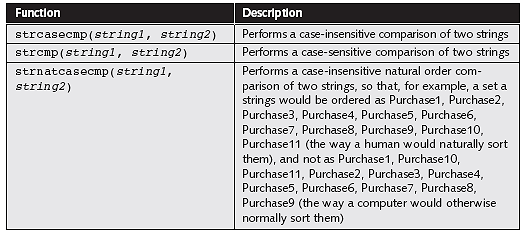 Function Description
strcasecmp(string1, string2) Performs a case-insensitive comparison of two strings
strcmp(string1, string2) Performs a case-sensitive comparison of two strings
strnatcasecmp(string1, Performs a case-insensitive natural order com-
string2) parison of two strings, so that, for example, a set a
strings would be ordered as Purchase1, Purchase2,
Purchase3, Purchase4, Purchase5, Purchase6,
Purchase7, Purchase8, Purchase9, Purchase10,
Purchase11 (the way a human would naturally sort
them), and not as Purchase1, Purchase10,
Purchase11, Purchase2, Purchase3, Purchase4,
Purchase5, Purchase6, Purchase7, Purchase8,
Purchase9 (the way a computer would otherwise
normally sort them)